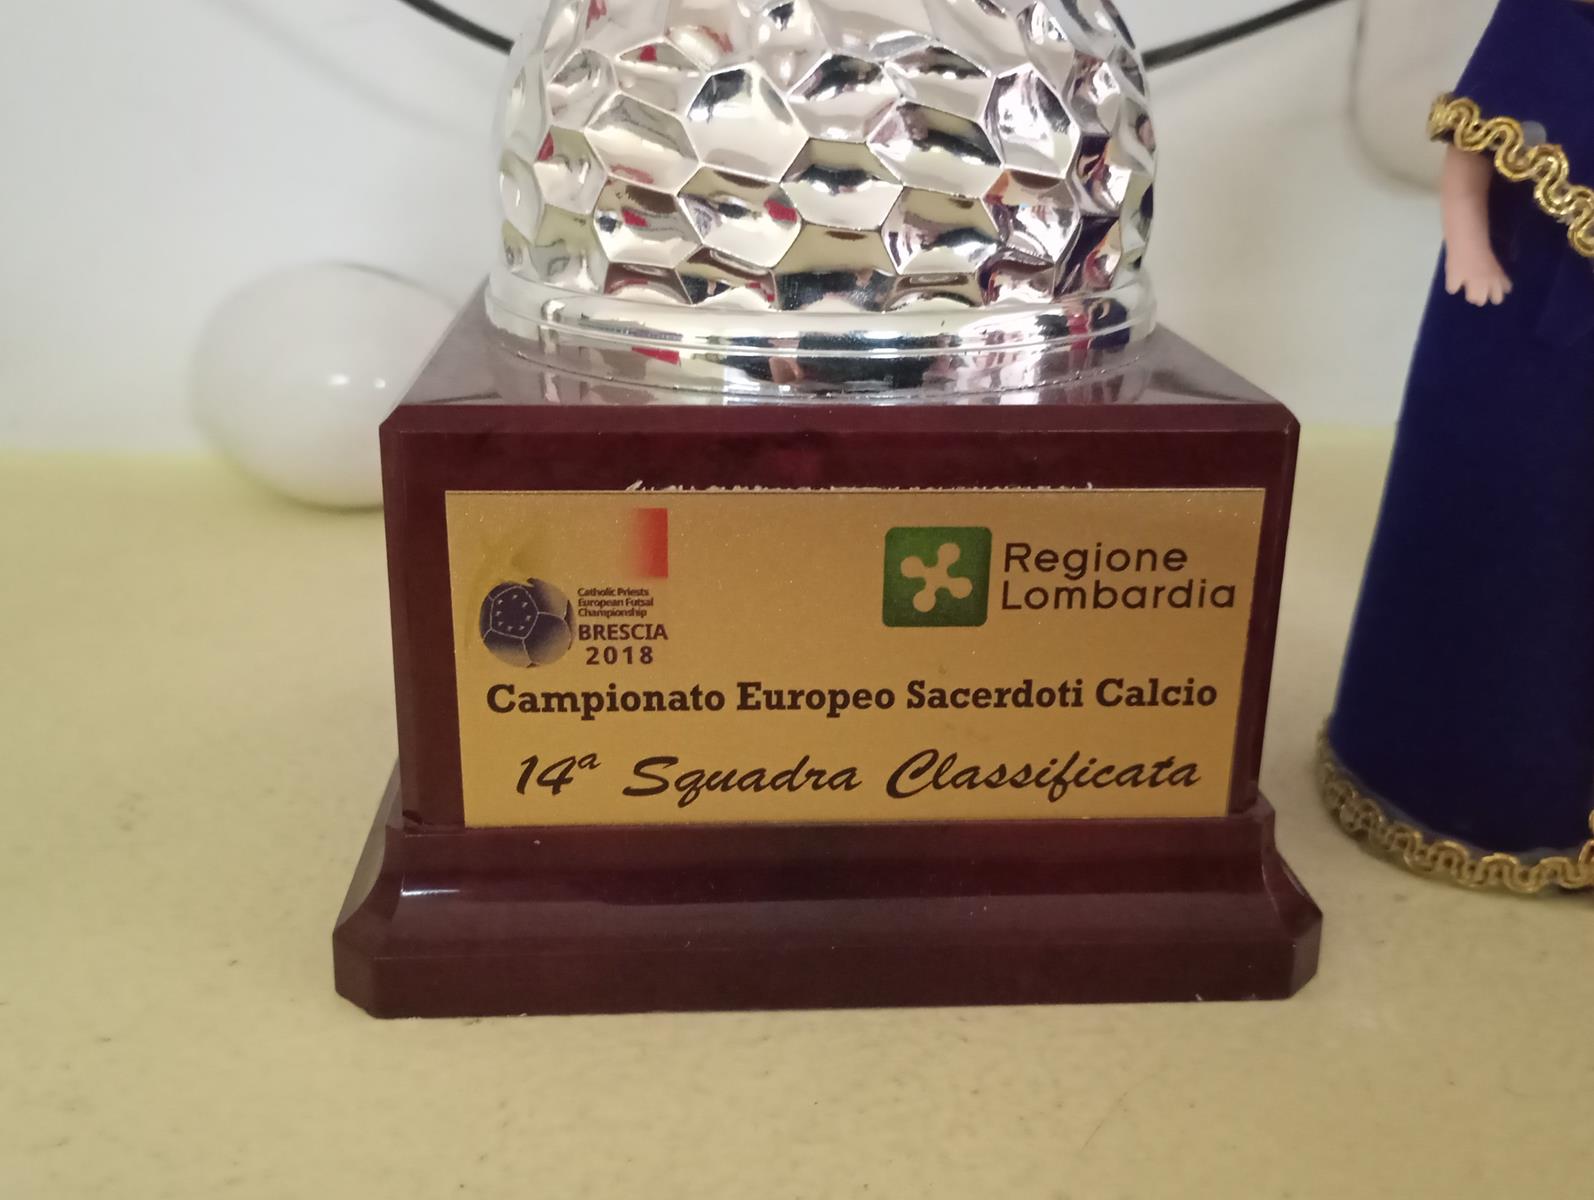 Catholic Priests
European Futsal
Championship
BRESCIA
2018
Regione
Lombardia
Campionato Europeo Sacerdoti Calcio
14ª Squadra Classificata